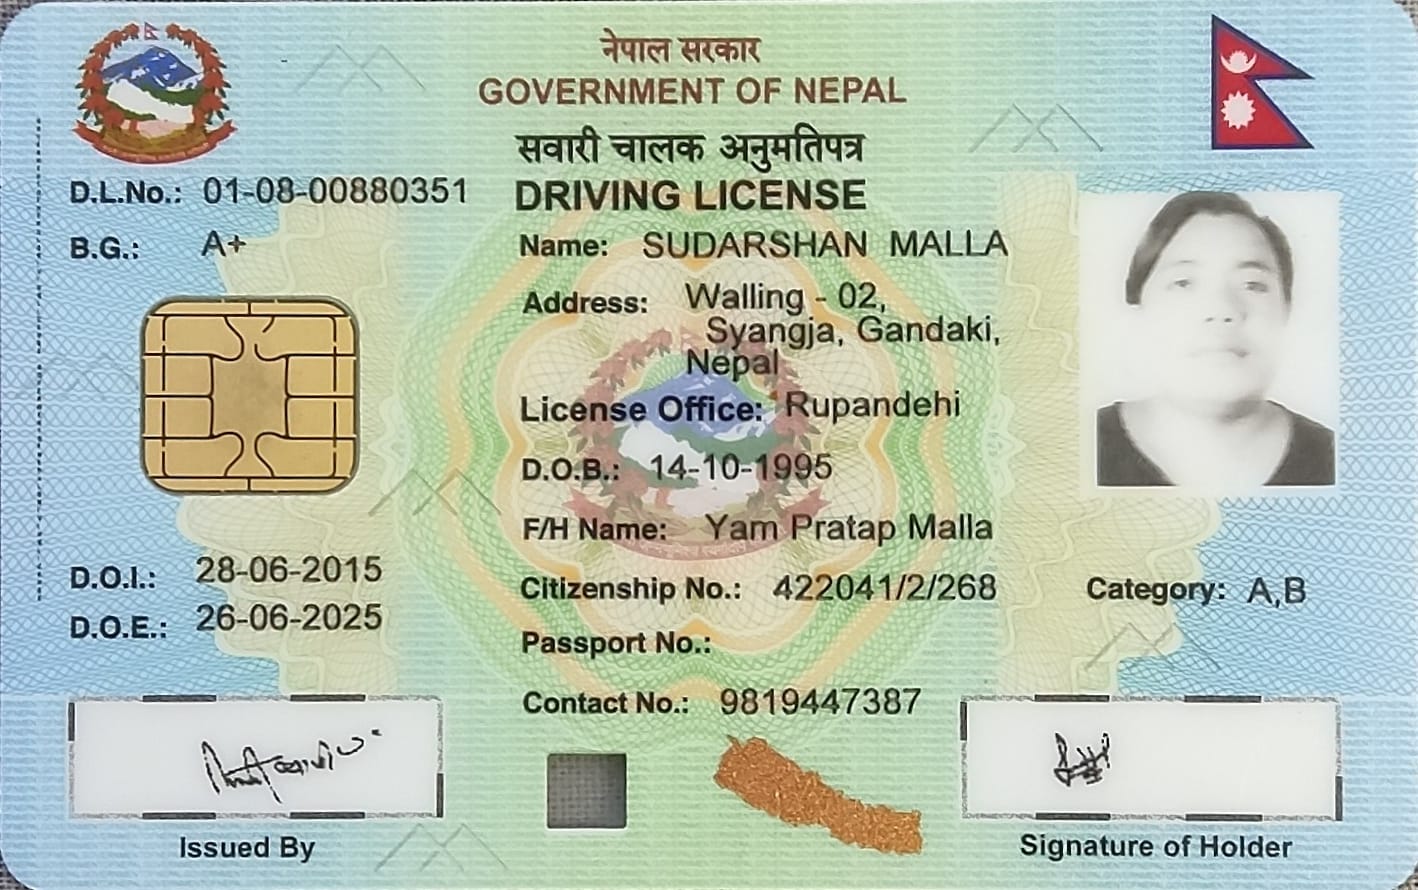 नेपाल सरकार
GOVERNMENT OF NEPAL
सवारी चालक अनुमतिपत्र
DRIVING LICENSE
D.L.No.: 01-08-00880351
B.G.: A+
Name: SUDARSHAN MALLA
Address: Walling - 02,
Syangja, Gandaki,
Nepal
License Office: Rupandehi
D.O.B.: 14-10-1995
F/H Name: Yam Pratap Malla
D.O.I.: 28-06-2015
D.O.E.: 26-06-2025
Citizenship No.: 422041/2/268
Category: A,B
Passport No.:
Contact No.: 9819447387
Issued By
Signature of Holder